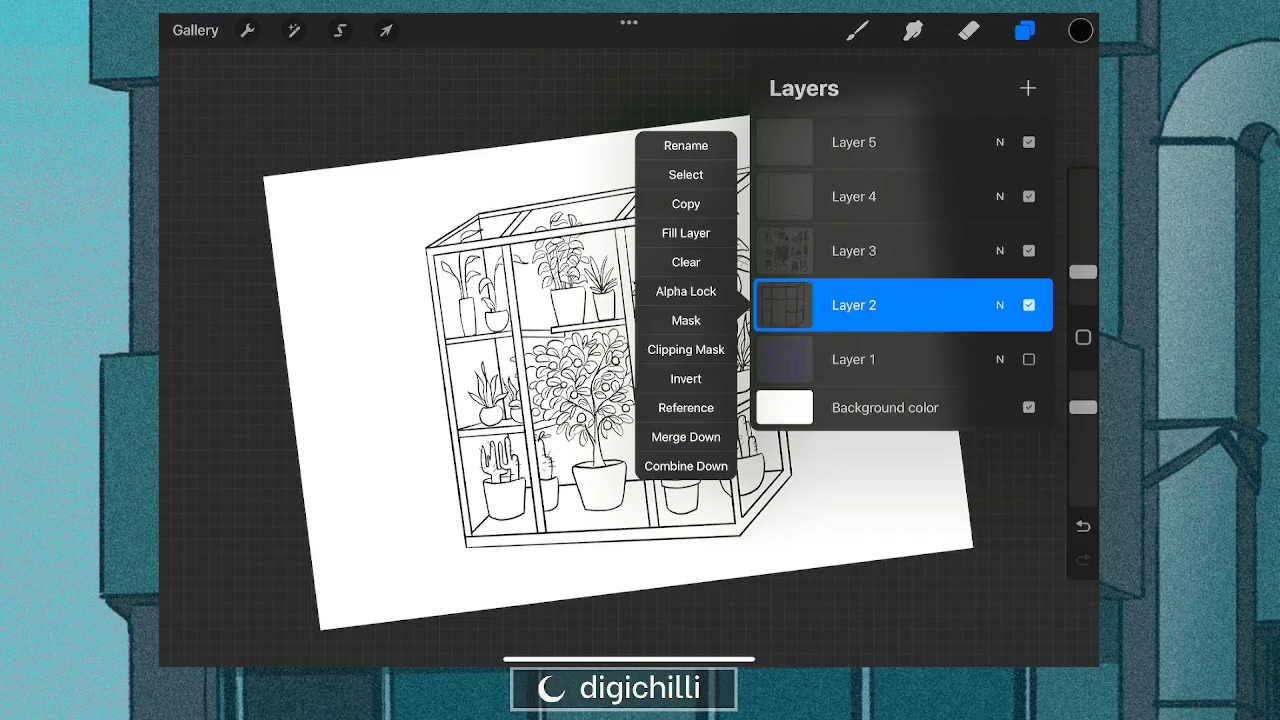 Gallery
Layers
Layer 5 N
Layer 4 N
Layer 3 N
Layer 2 N
Layer 1 N
Background color
Rename
Select
Copy
Fill Layer
Clear
Alpha Lock
Mask
Clipping Mask
Invert
Reference
Merge Down
Combine Down
digichilli